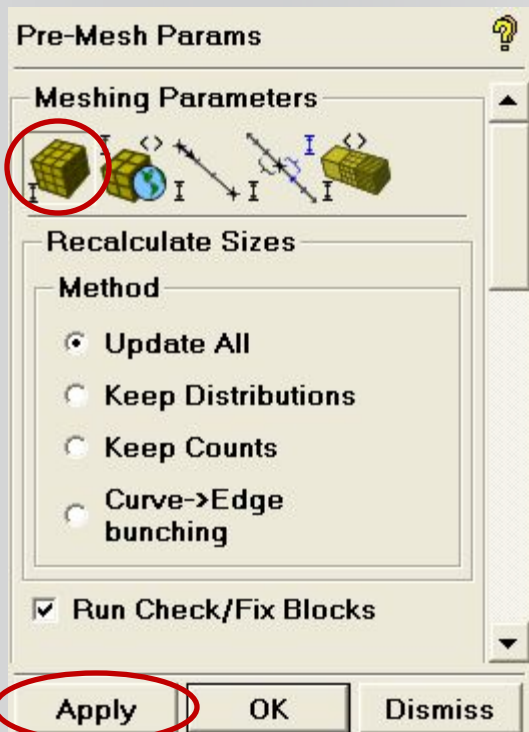 Pre-Mesh Params
Meshing Parameters
Recalculate Sizes
Method
Update All
Keep Distributions
Keep Counts
Curve->Edge
bunching
Run Check/Fix Blocks
Apply OK Dismiss